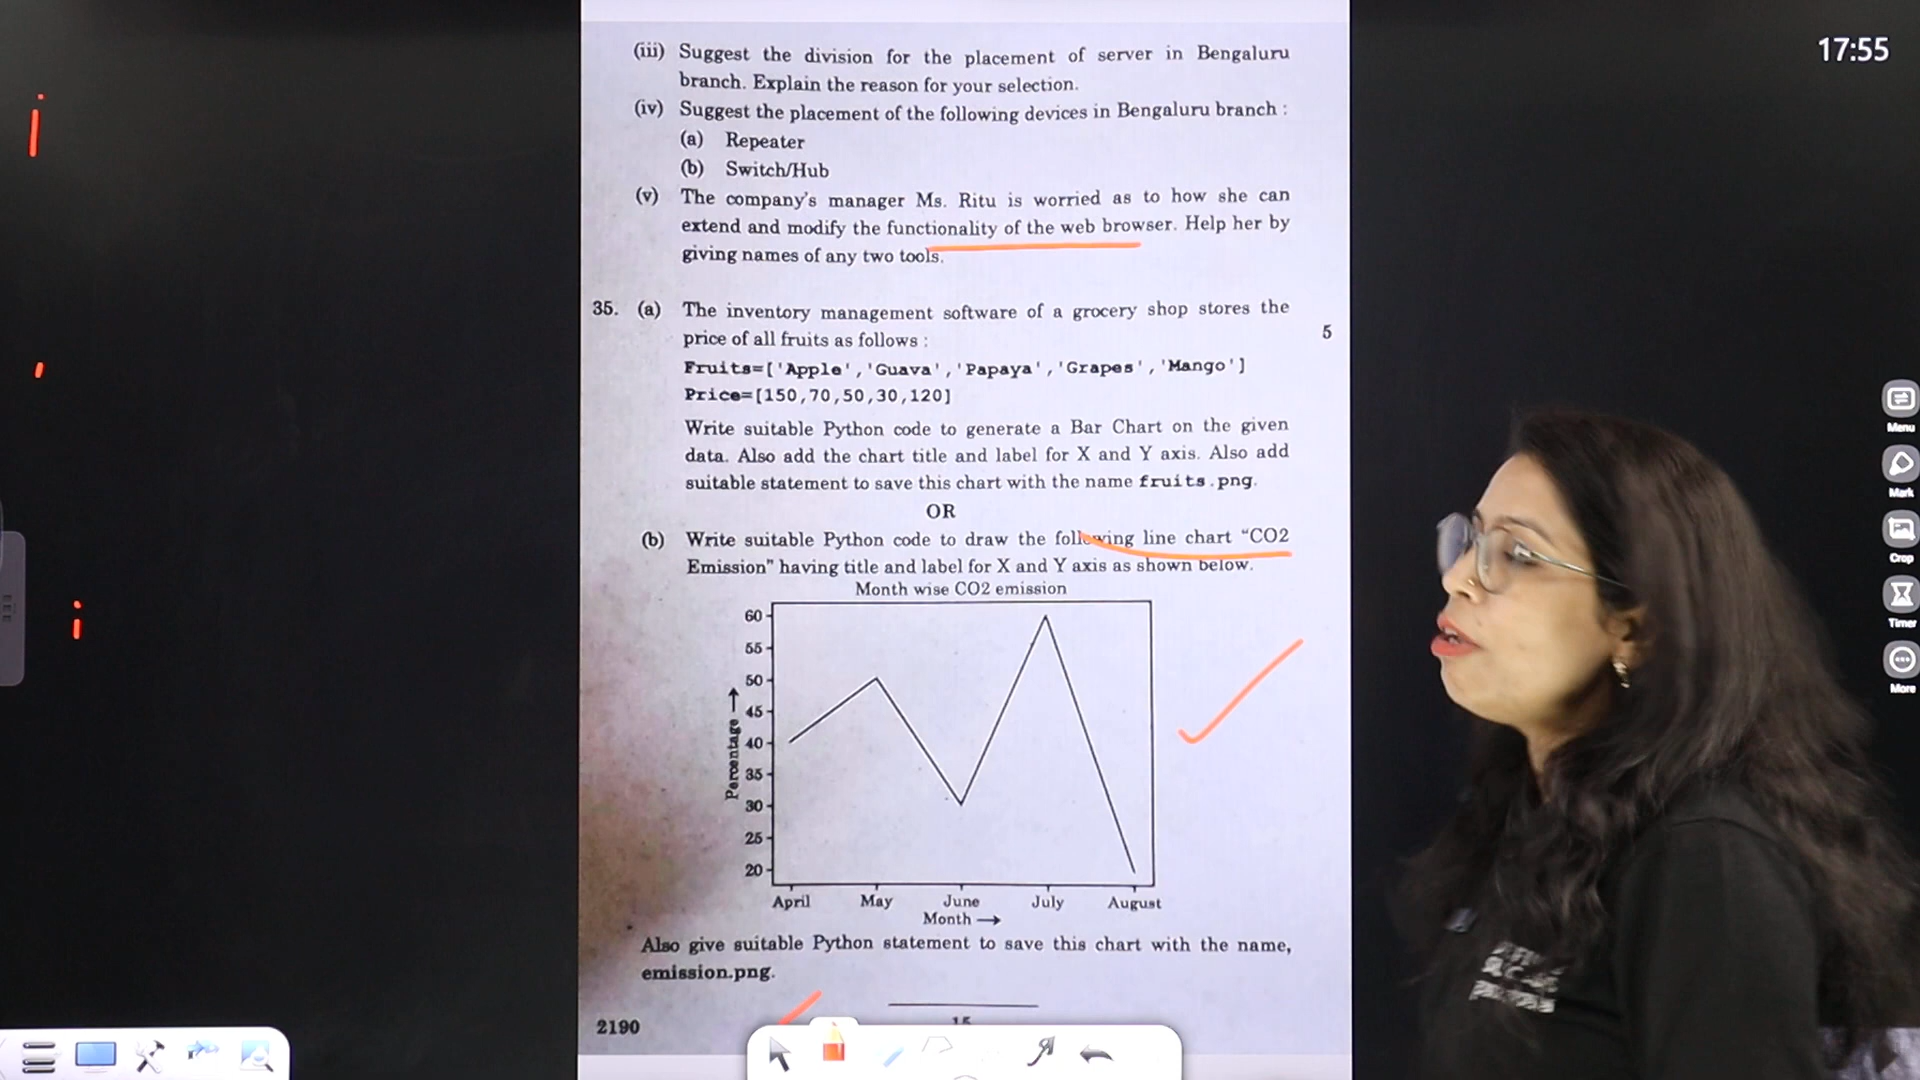 17:55
(iii) Suggest the division for the placement of server in Bengaluru
branch. Explain the reason for your selection.
(iv) Suggest the placement of the following devices in Bengaluru branch :
(a) Repeater
(b) Switch/Hub
(v) The company's manager Ms. Ritu is worried as to how she can
extend and modify the functionality of the web browser. Help her by
giving names of any two tools.
35. (a) The inventory management software of a grocery shop stores the
price of all fruits as follows :
5
Fruits=['Apple','Guava','Papaya','Grapes','Mango']
Price=[150,70,50,30,120]
Write suitable Python code to generate a Bar Chart on the given
data. Also add the chart title and label for X and Y axis. Also add
suitable statement to save this chart with the name fruits.png.
OR
(b) Write suitable Python code to draw the following line chart “CO2
Emission” having title and label for X and Y axis as shown below.
Month wise CO2 emission
60
55
50
45
40
35
30
25
20
Percentage →
April May June July August
Month →
Also give suitable Python statement to save this chart with the name,
emission.png.
2190
15
Menu
Mark
Crop
Timer
More